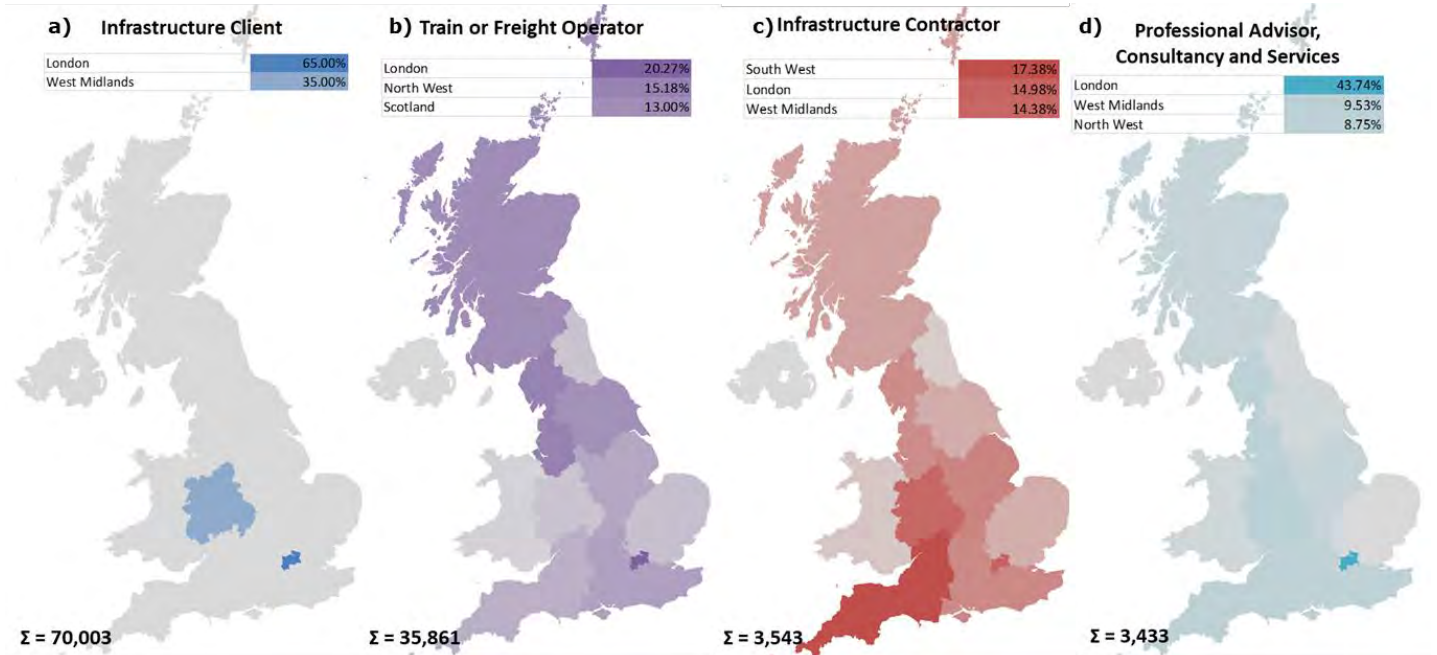 a) Infrastructure Client
London 65.00%
West Midlands 35.00%
Σ = 70,003
b) Train or Freight Operator
London 20.27%
North West 15.18%
Scotland 13.00%
Σ = 35,861
c) Infrastructure Contractor
South West 17.38%
London 14.98%
West Midlands 14.38%
Σ = 3,543
d) Professional Advisor,
Consultancy and Services
London 43.74%
West Midlands 9.53%
North West 8.75%
Σ = 3,433